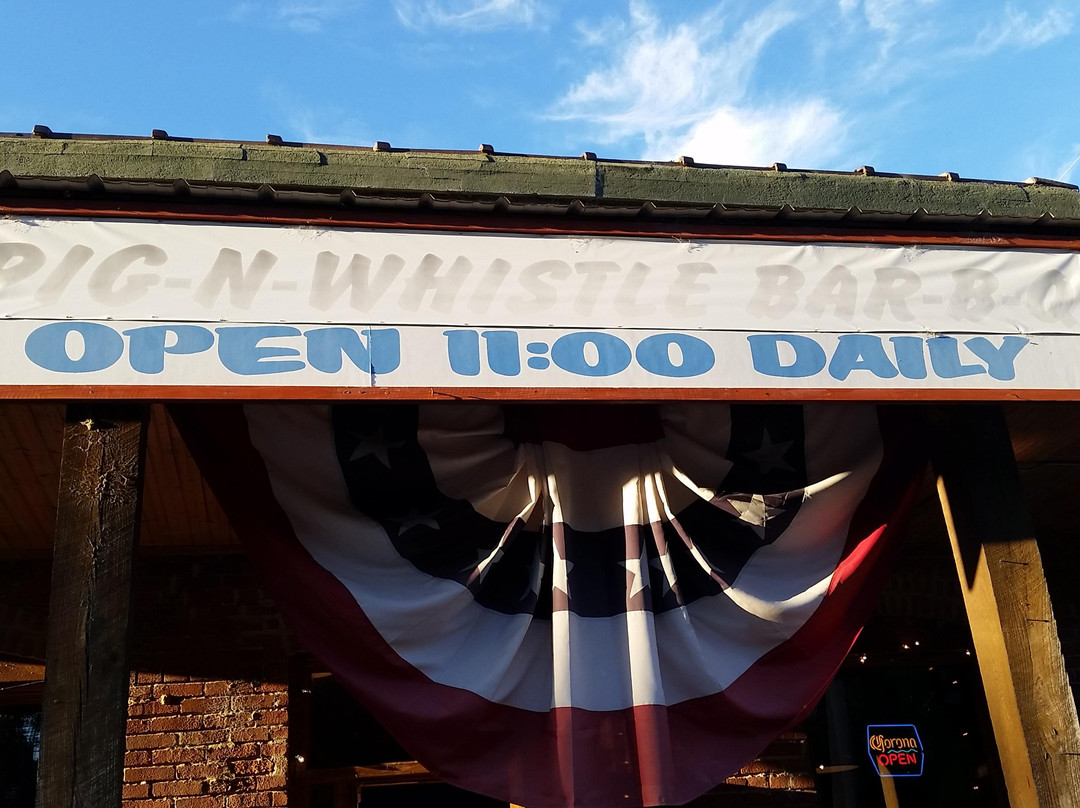 PIG-N-WHISTLE BAR-B-Q
OPEN 11:00 DAILY
Corona
OPEN